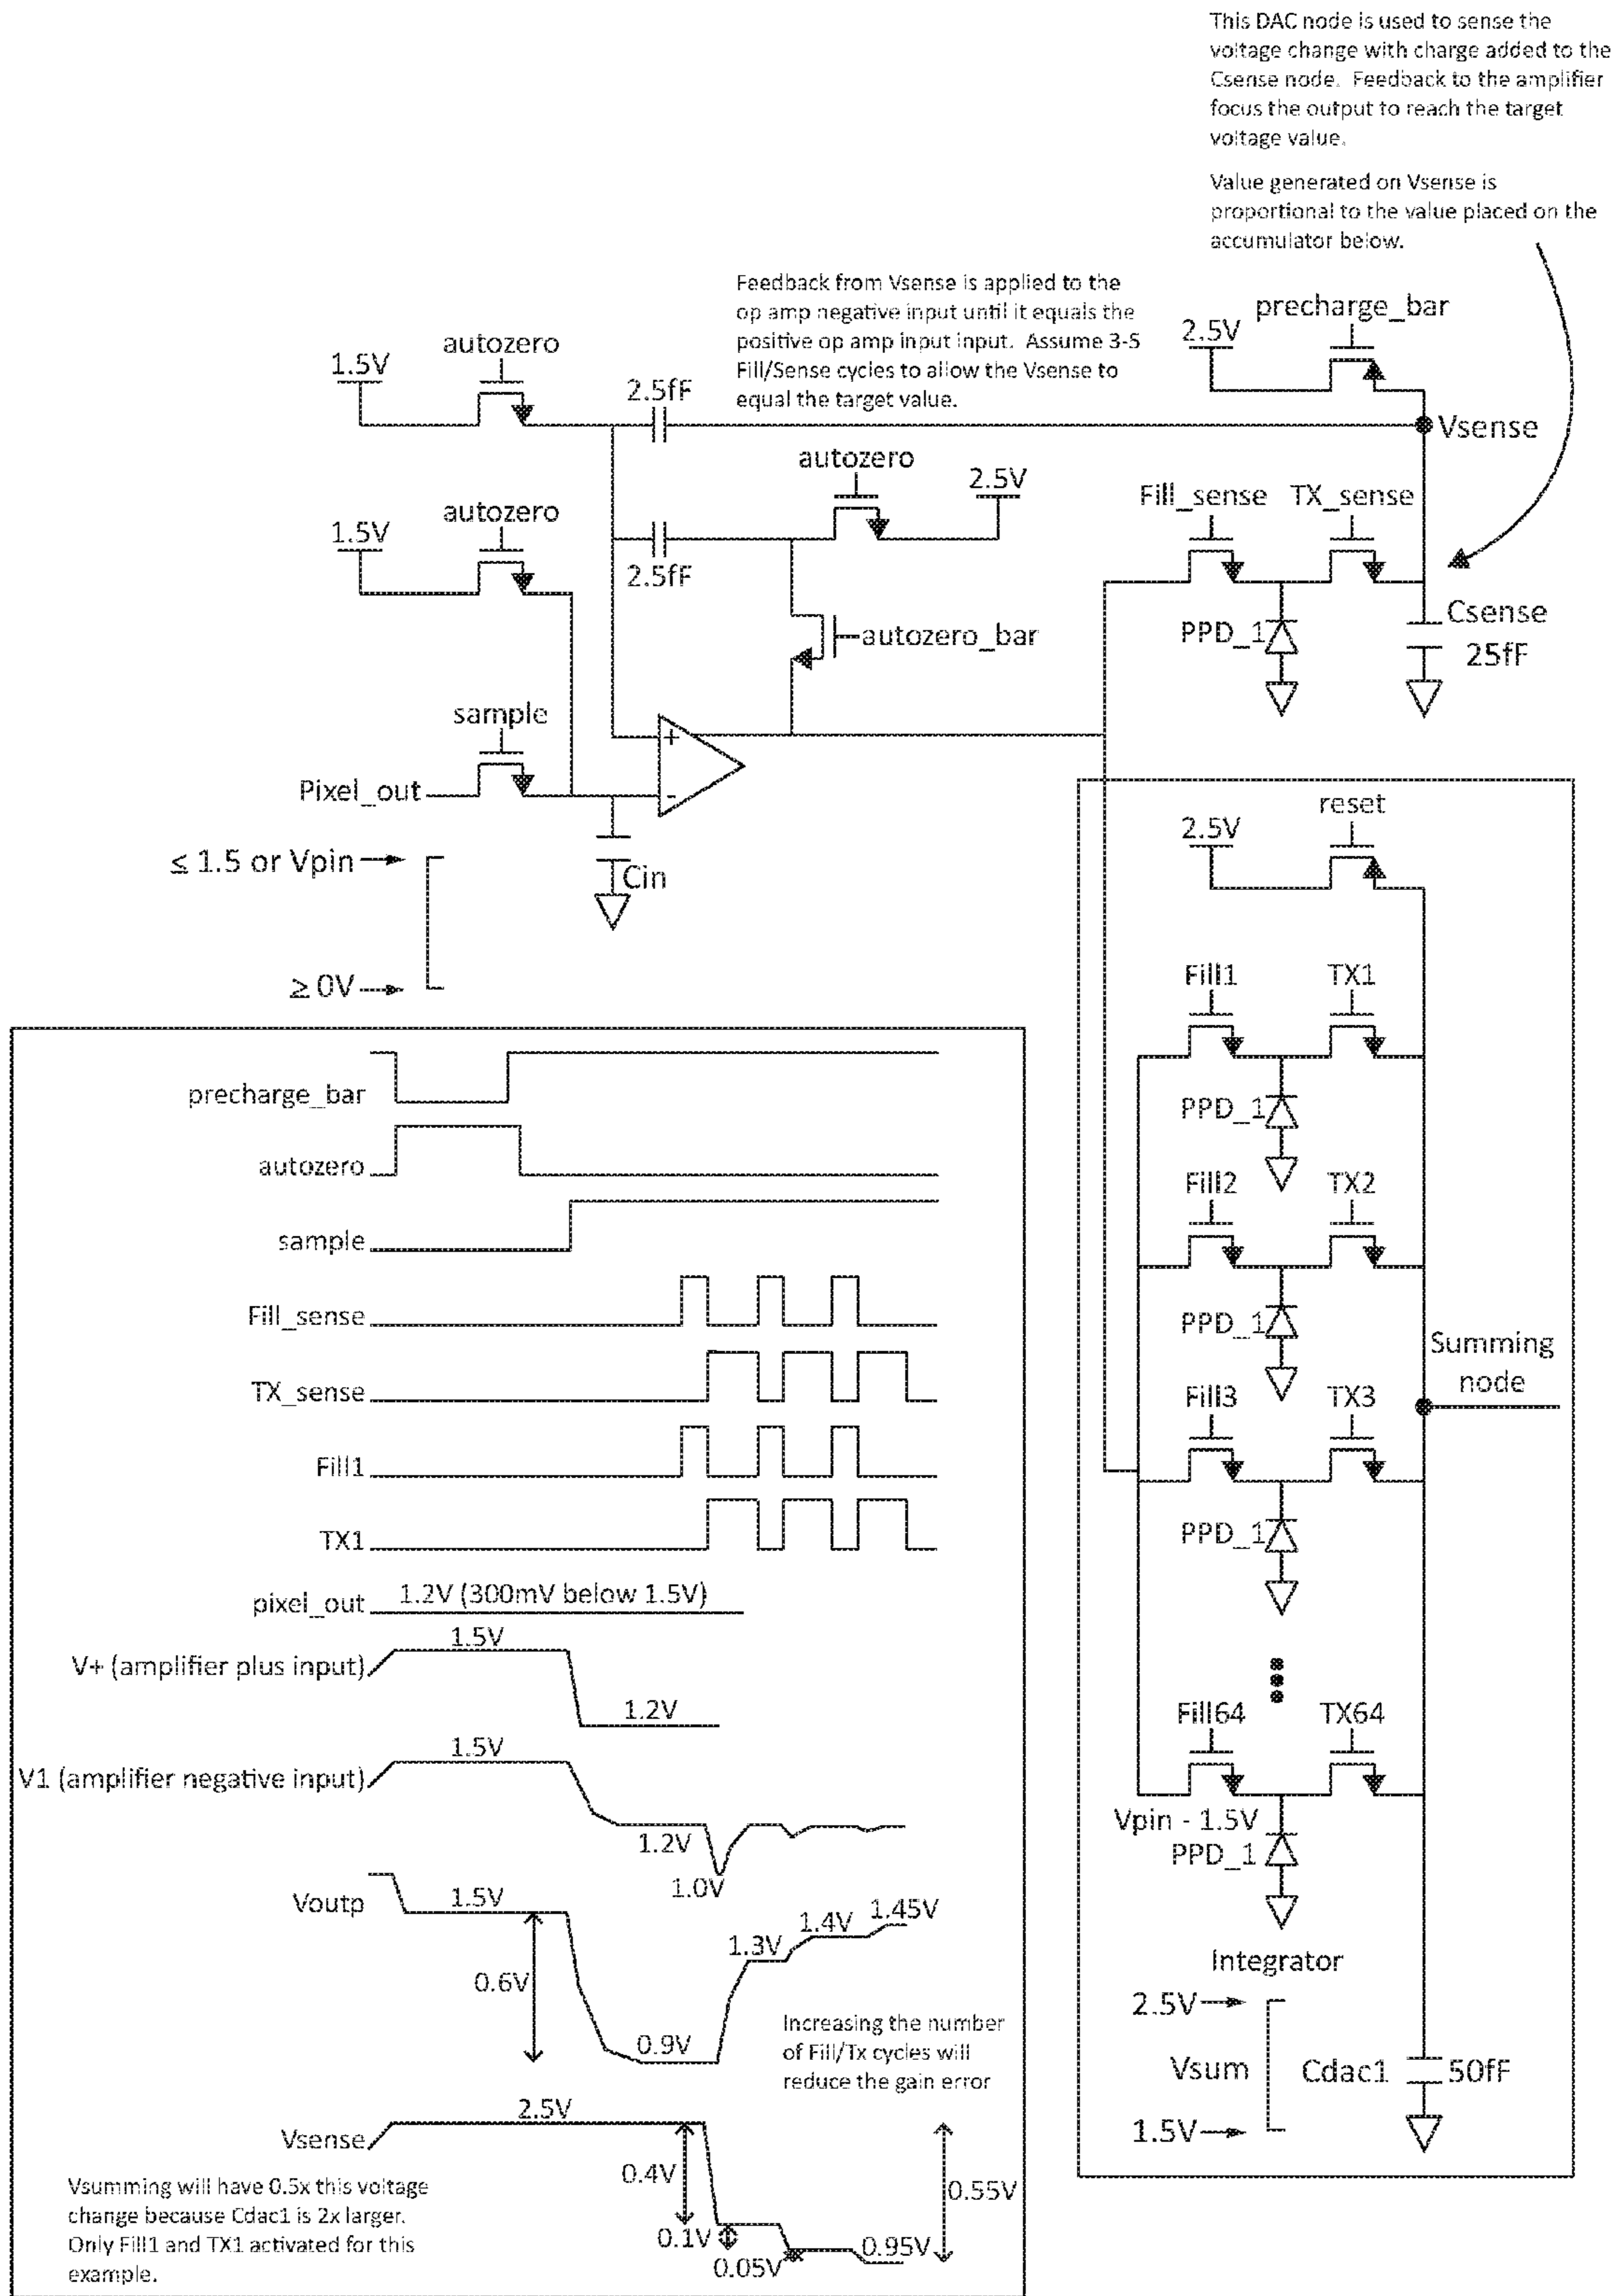 This DAC node is used to sense the
voltage change with charge added to the
Csense node. Feedback to the amplifier
focus the output to reach the target
voltage value.
Value generated on Vsense is
proportional to the value placed on the
accumulator below.
Feedback from Vsense is applied to the
op amp negative input until it equals the
positive op amp input input. Assume 3-5
Fill/Sense cycles to allow the Vsense to
equal the target value.
precharge_bar
2.5V
Vsense
1.5V
autozero
2.5fF
autozero
2.5V
Fill_sense
TX_sense
1.5V
autozero
2.5fF
autozero_bar
PPD_1
Csense
25fF
sample
Pixel_out
+
-
Cin
≤ 1.5 or Vpin
≥ 0V
reset
2.5V
Fill1
TX1
PPD_1
Fill2
TX2
PPD_1
Summing
node
Fill3
TX3
PPD_1
Fill64
TX64
Vpin - 1.5V
PPD_1
Integrator
2.5V
Vsum
1.5V
Cdac1
50fF
precharge_bar
autozero
sample
Fill_sense
TX_sense
Fill1
TX1
pixel_out
1.2V (300mV below 1.5V)
V+ (amplifier plus input)
1.5V
1.2V
V1 (amplifier negative input)
1.5V
1.2V
1.0V
Voutp
1.5V
0.6V
0.9V
1.3V
1.4V
1.45V
Increasing the number
of Fill/Tx cycles will
reduce the gain error
Vsense
2.5V
0.4V
0.1V
0.05V
0.95V
0.55V
Vsumming will have 0.5x this voltage
change because Cdac1 is 2x larger.
Only Fill1 and TX1 activated for this
example.